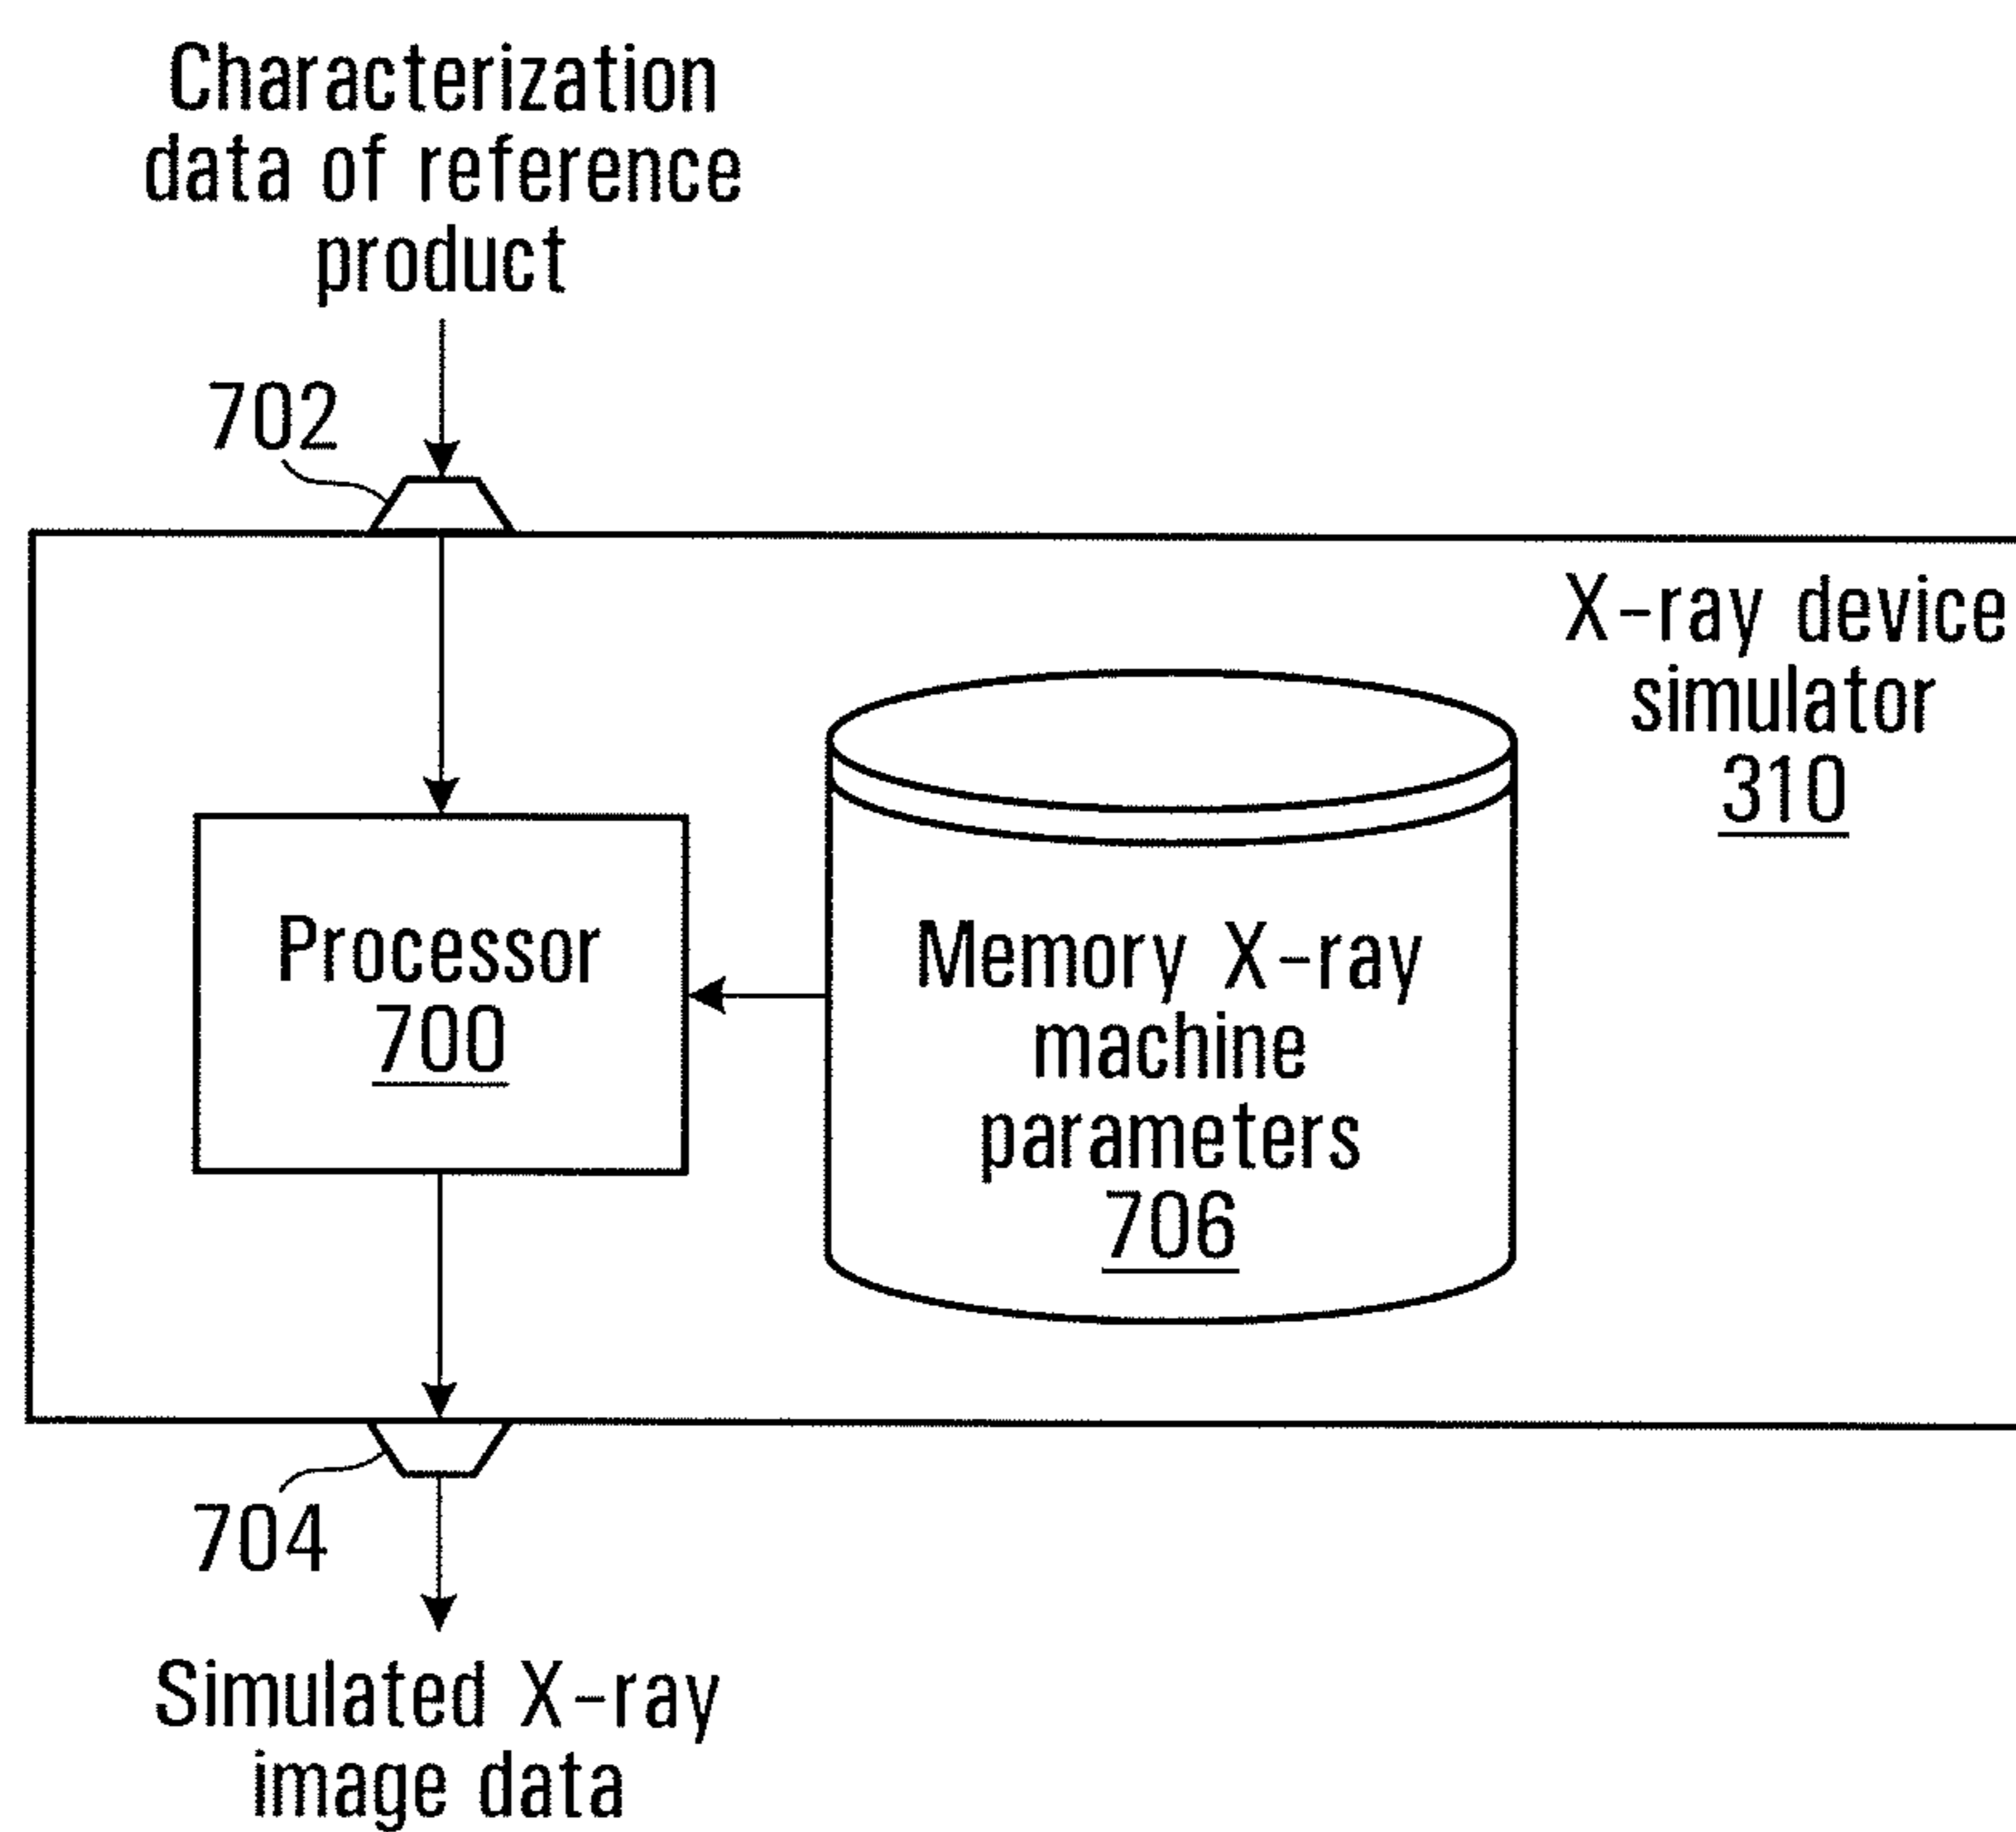 Characterization
data of reference
product
702
X-ray device
simulator
310
Processor
700
Memory X-ray
machine
parameters
706
704
Simulated X-ray
image data